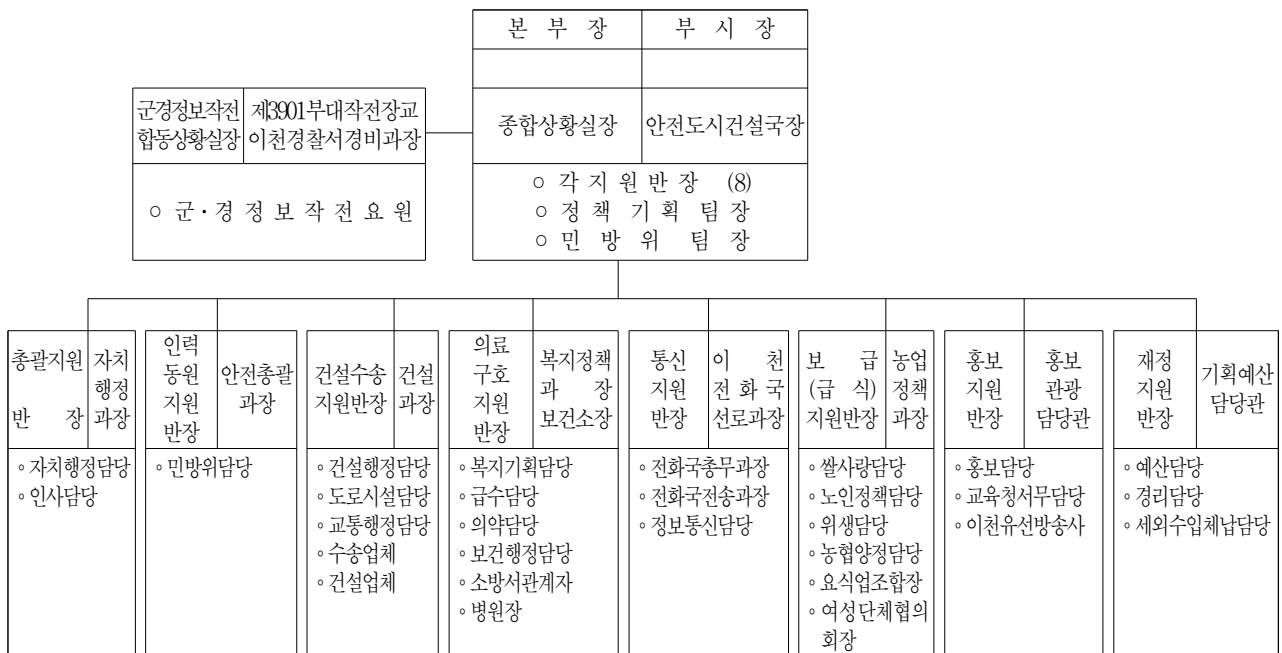 본 부 장 부 시 장
종합상황실장 안전도시건설국장
○ 각 지 원 반 장 (8)
○ 정 책 기 획 팀 장
○ 민 방 위 팀 장
군경정보작전
합동상황실장
제3901부대작전장교
이천경찰서경비과장
○ 군·경 정 보 작 전 요 원
총괄지원
반 장
자치
행정
과장
◦자치행정담당
◦인사담당
인력
동원
지원
반장
안전총괄
과장
◦민방위담당
건설수송
지원반장
건설
과장
◦건설행정담당
◦도로시설담당
◦교통행정담당
◦수송업체
◦건설업체
의료
구호
지원
반장
복지정책
과 장
보건소장
◦복지기획담당
◦급수담당
◦의약담당
◦보건행정담당
◦소방서관계자
◦병원장
통신
지원
반장
이 천
전 화 국
선로과장
◦전화국총무과장
◦전화국전송과장
◦정보통신담당
보 급
(급 식)
지원반장
농업
정책
과장
◦쌀사랑담당
◦노인정책담당
◦위생담당
◦농협양정담당
◦요식업조합장
◦여성단체협의
회장
홍보
지원
반장
홍보
관광
담당관
◦홍보담당
◦교육청서무담당
◦이천유선방송사
재정
지원
반장
기획예산
담당관
◦예산담당
◦경리담당
◦세외수입체납담당